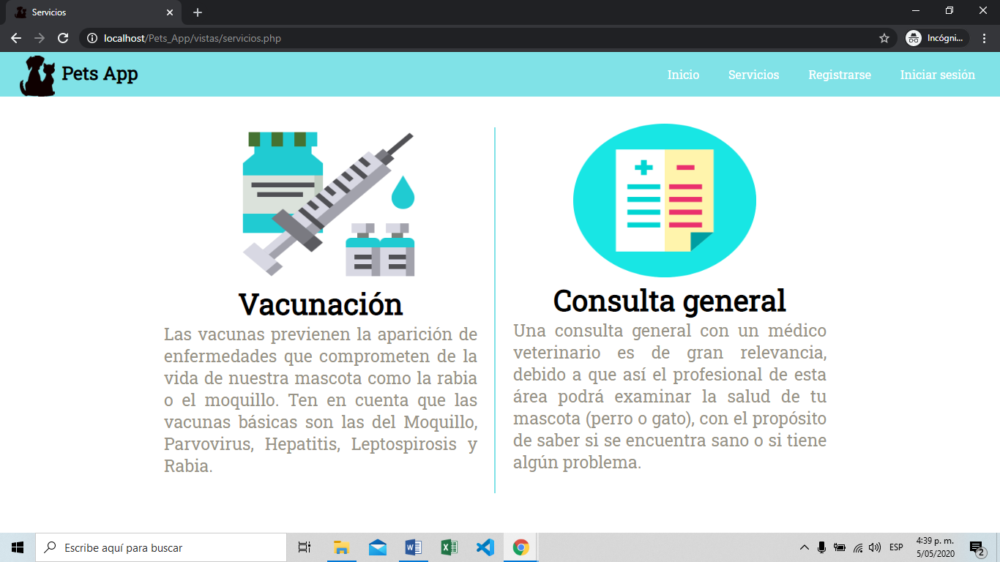 Servicios
localhost/Pets_App/vistas/servicios.php
Incógni...
Pets App
Inicio
Servicios
Registrarse
Iniciar sesión
Vacunación
Las vacunas previenen la aparición de
enfermedades que comprometen de la
vida de nuestra mascota como la rabia
o el moquillo. Ten en cuenta que las
vacunas básicas son las del Moquillo,
Parvovirus, Hepatitis, Leptospirosis y
Rabia.
Consulta general
Una consulta general con un médico
veterinario es de gran relevancia,
debido a que así el profesional de esta
área podrá examinar la salud de tu
mascota (perro o gato), con el propósito
de saber si se encuentra sano o si tiene
algún problema.
Escribe aquí para buscar
ESP
4:39 p. m.
5/05/2020
2